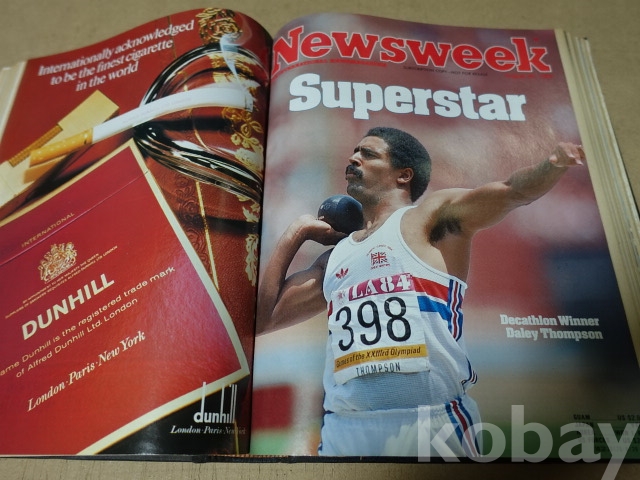 Internationally acknowledged
to be the finest cigarette
in the world
INTERNATIONAL
DUNHILL
ame Dunhill is the registered trade mark
of Alfred Dunhill Ltd. London
London·Paris·New York
dunhill
London·Paris·New York
Newsweek
Superstar
LA84
398
Games of the XXIIIrd Olympiad
THOMPSON
Decathlon Winner
Daley Thompson
kobay